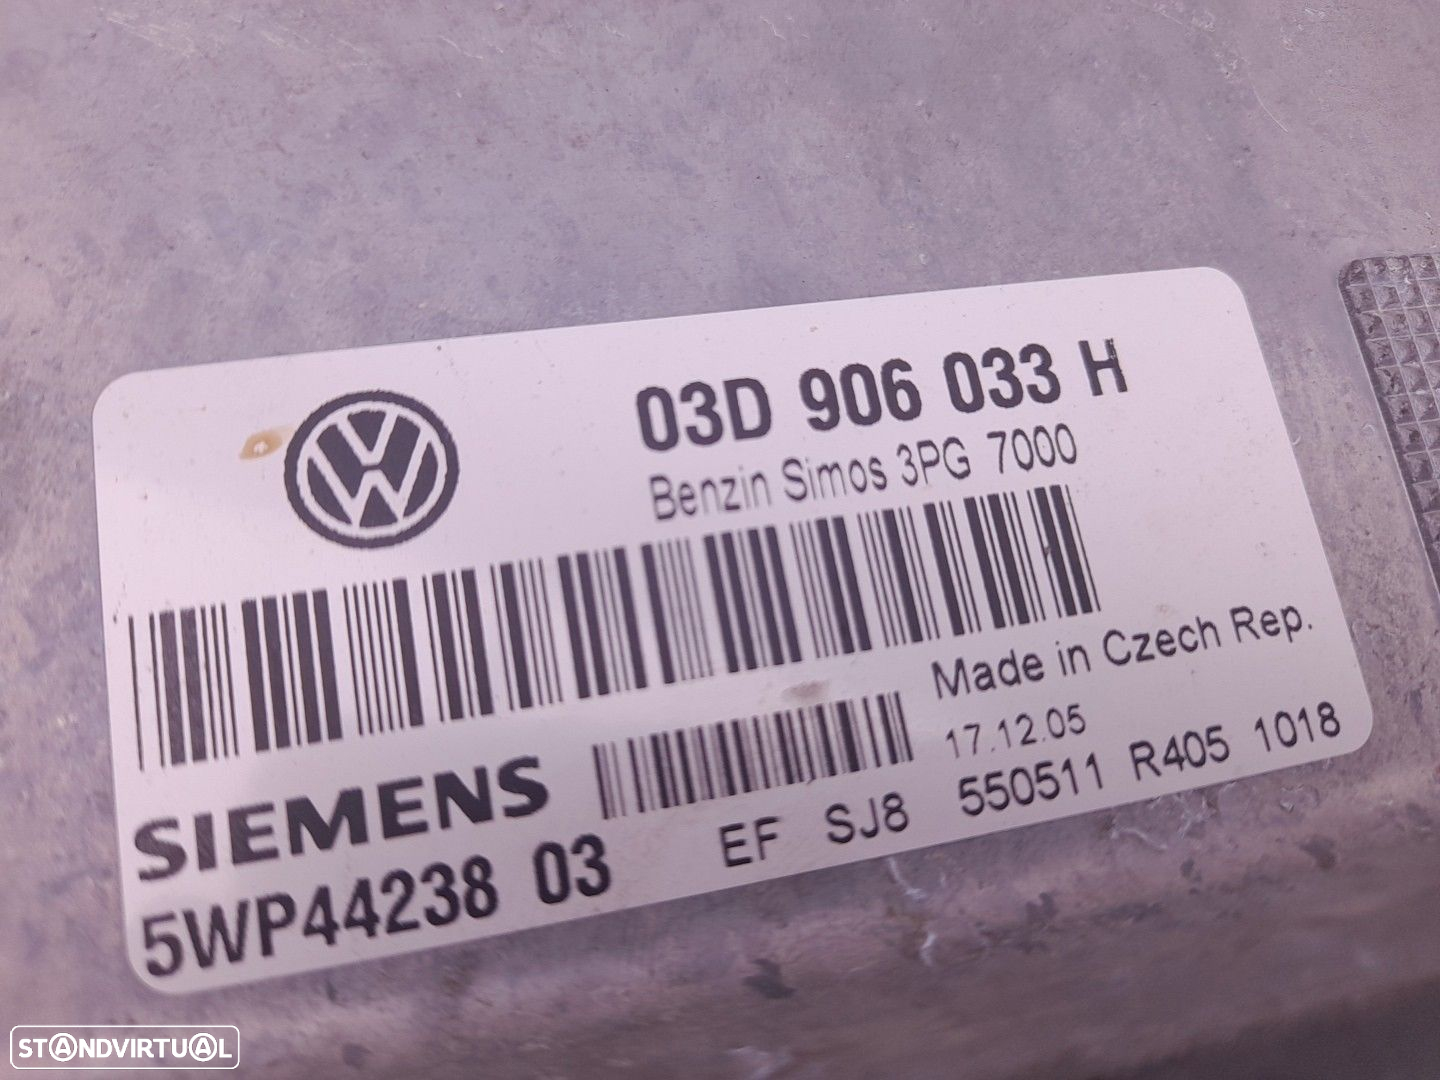 03D 906 033 H
Benzin Simos 3PG 7000
Made in Czech Rep.
17.12.05
SIEMENS
5WP44238 03
EF SJ8 550511 R405 1018
STANDVIRTUAL